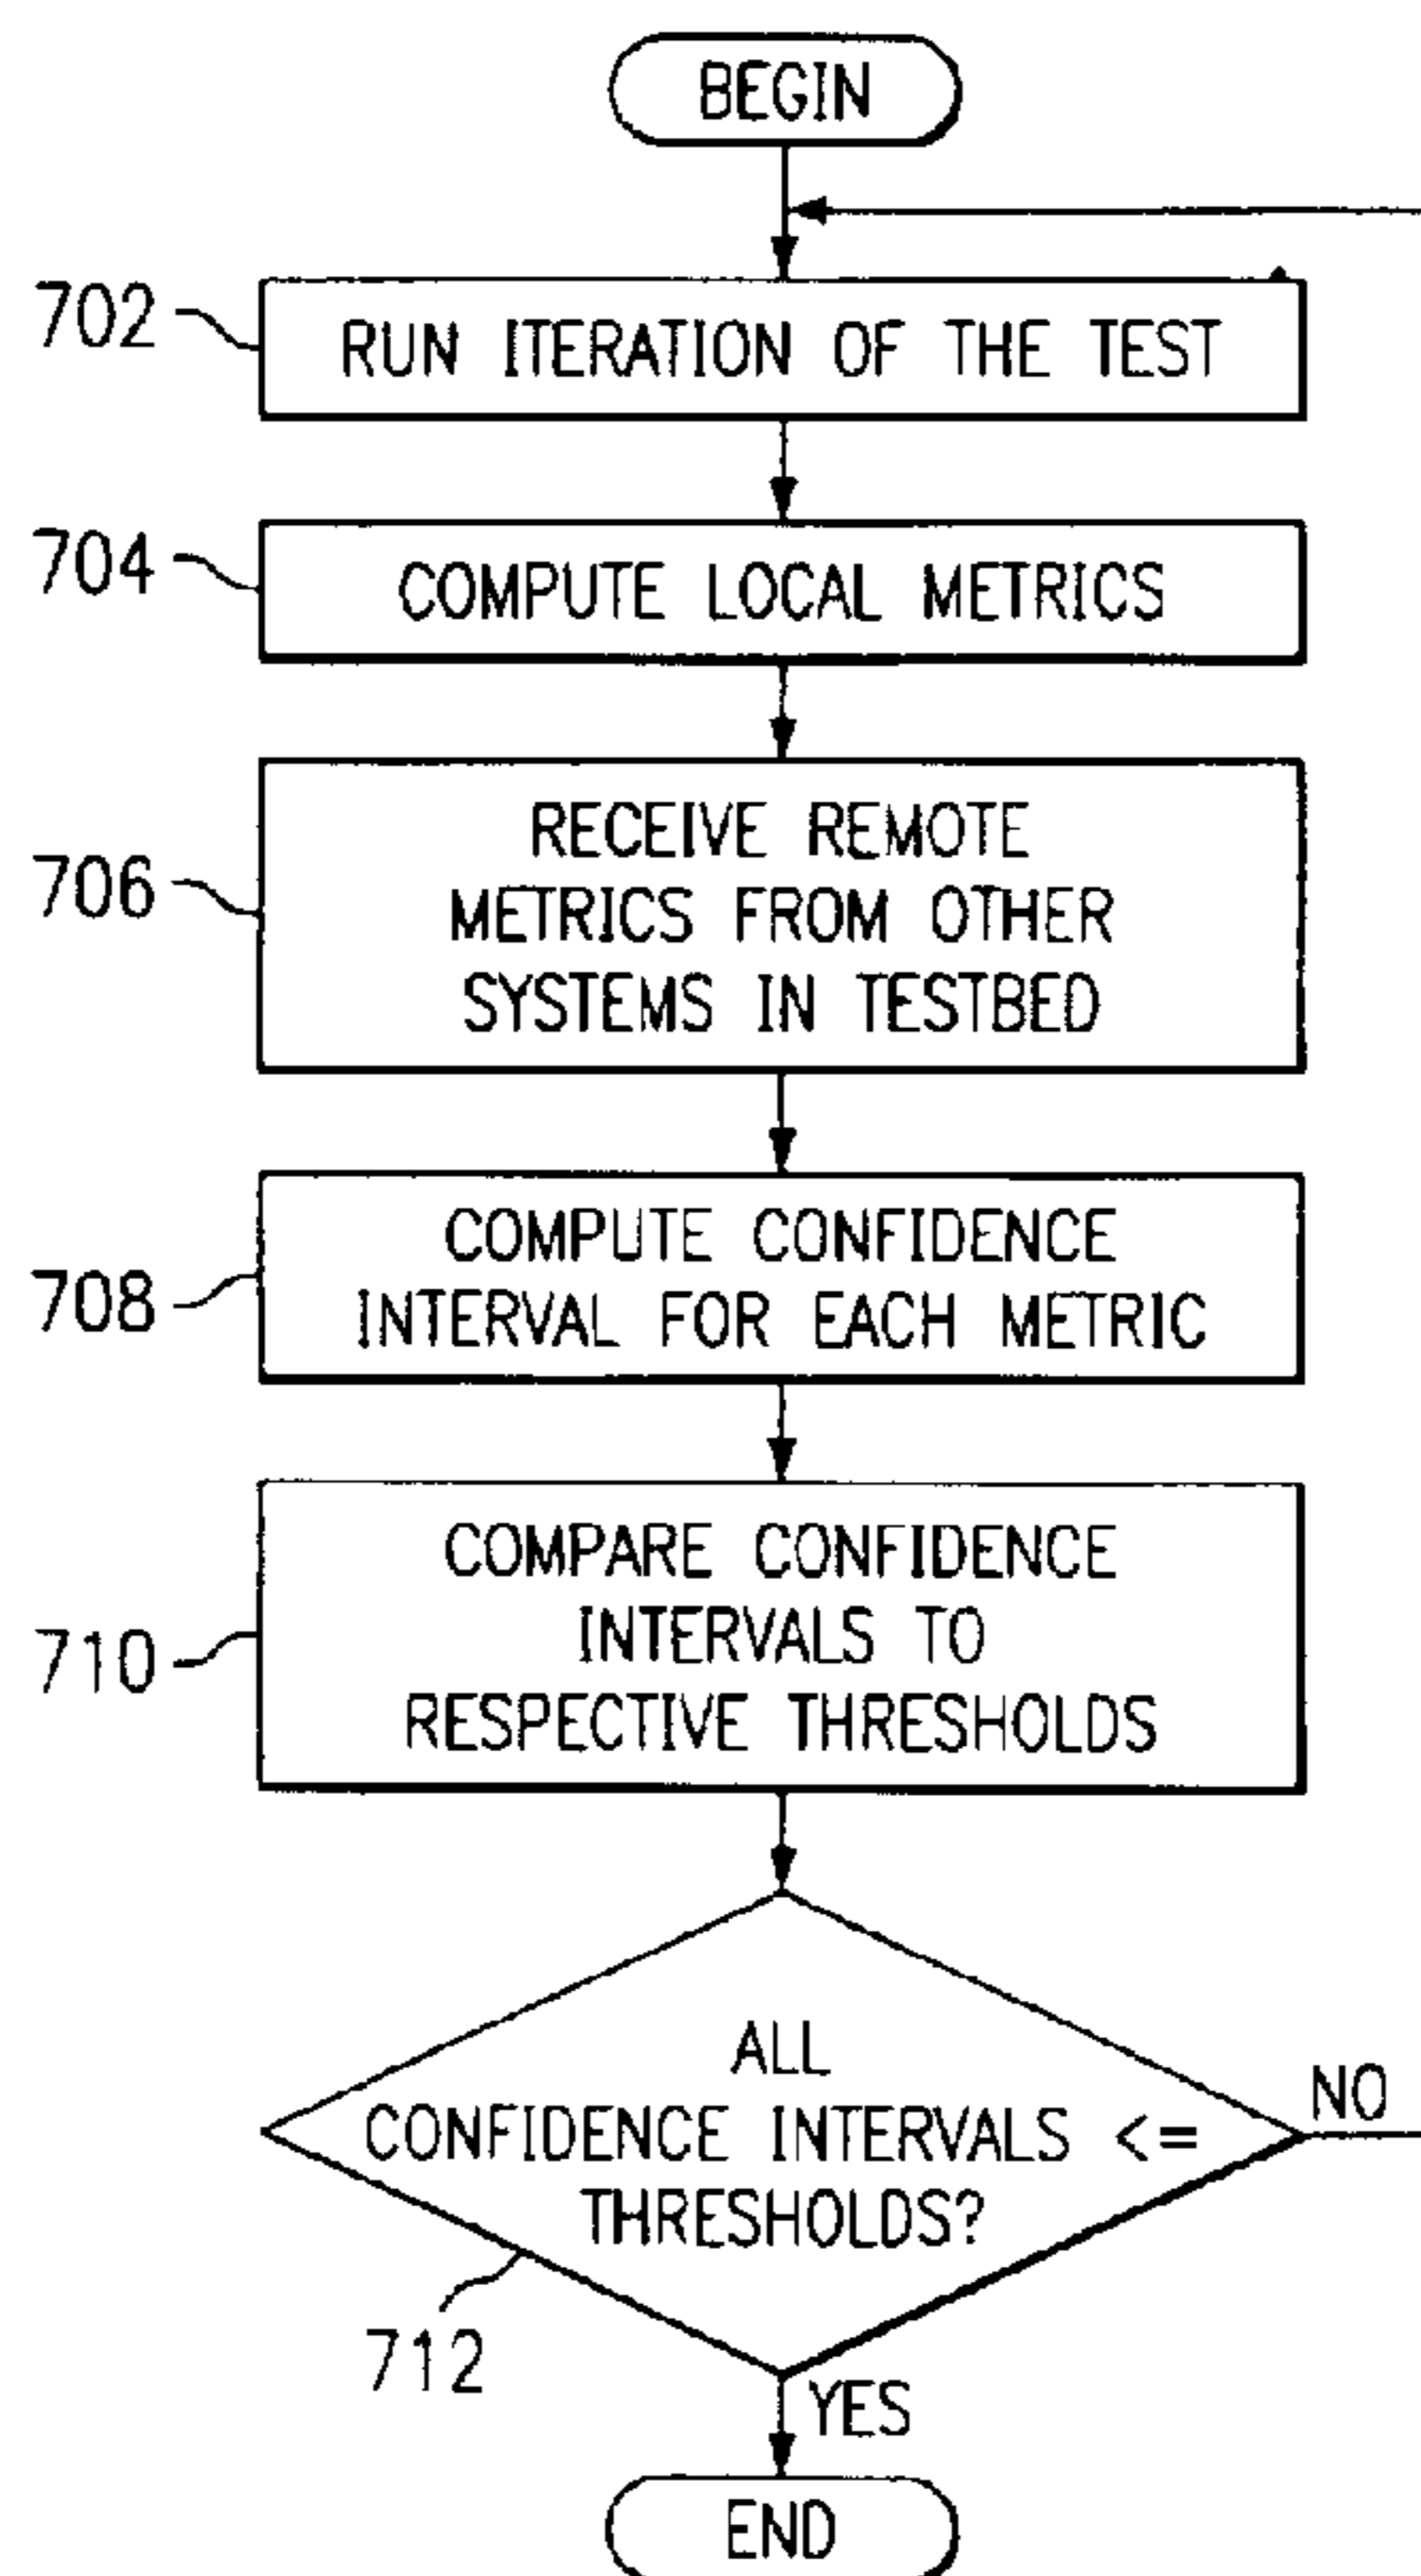 BEGIN
702
RUN ITERATION OF THE TEST
704
COMPUTE LOCAL METRICS
706
RECEIVE REMOTE
METRICS FROM OTHER
SYSTEMS IN TESTBED
708
COMPUTE CONFIDENCE
INTERVAL FOR EACH METRIC
710
COMPARE CONFIDENCE
INTERVALS TO
RESPECTIVE THRESHOLDS
ALL
CONFIDENCE INTERVALS <=
THRESHOLDS?
NO
712
YES
END